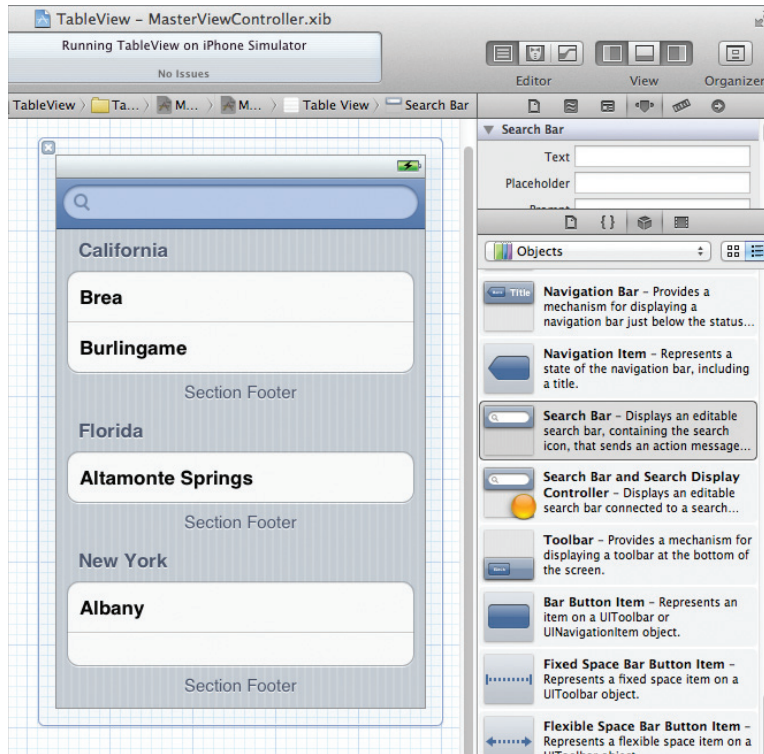 TableView – MasterViewController.xib
Running TableView on iPhone Simulator
No Issues
Editor
View
Organizer
TableView
Ta...
M...
M...
Table View
Search Bar
Search Bar
Text
Placeholder
Prompt
California
Brea
Burlingame
Section Footer
Florida
Altamonte Springs
Section Footer
New York
Albany
Section Footer
{ }
Objects
Title
Navigation Bar – Provides a
mechanism for displaying a
navigation bar just below the status...
Navigation Item – Represents a
state of the navigation bar, including
a title.
Search Bar – Displays an editable
search bar, containing the search
icon, that sends an action message...
Search Bar and Search Display
Controller – Displays an editable
search bar connected to a search...
Toolbar – Provides a mechanism for
displaying a toolbar at the bottom of
the screen.
Bar Button Item – Represents an
item on a UIToolbar or
UINavigationItem object.
Fixed Space Bar Button Item –
Represents a fixed space item on a
UIToolbar object.
Flexible Space Bar Button Item –
Represents a flexible space item on a
UIToolbar object.